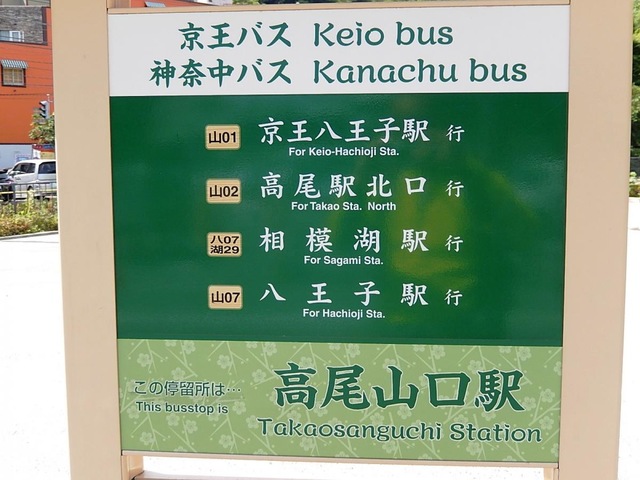 京王バス Keio bus
神奈中バス Kanachu bus
山01 京王八王子駅 行
For Keio-Hachioji Sta.
山02 高尾駅北口 行
For Takao Sta. North
八07
湖29 相模湖駅 行
For Sagami Sta.
山07 八王子駅 行
For Hachioji Sta.
この停留所は… 高尾山口駅
This busstop is Takaosanguchi Station